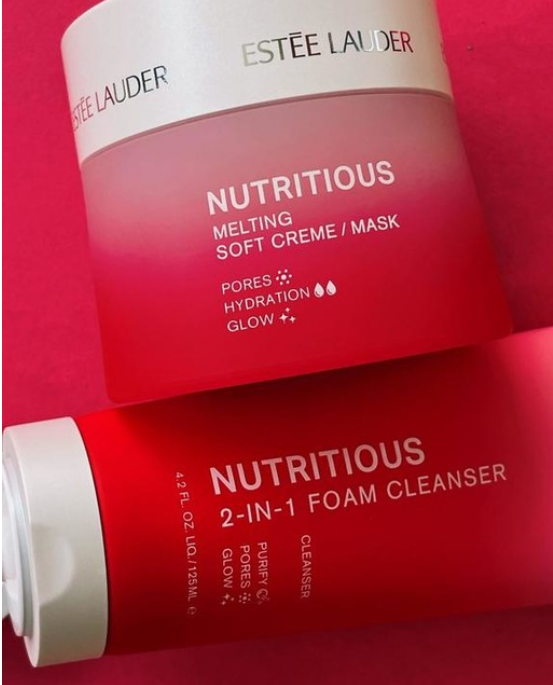 ESTĒE LAUDER
ESTĒE LAUDER
NUTRITIOUS
MELTING
SOFT CREME / MASK
PORES
HYDRATION
GLOW
NUTRITIOUS
2-IN-1 FOAM CLEANSER
CLEANSER
PURIFY
PORES
GLOW
4.2 FL. OZ. LIQ. / 125ML ℮